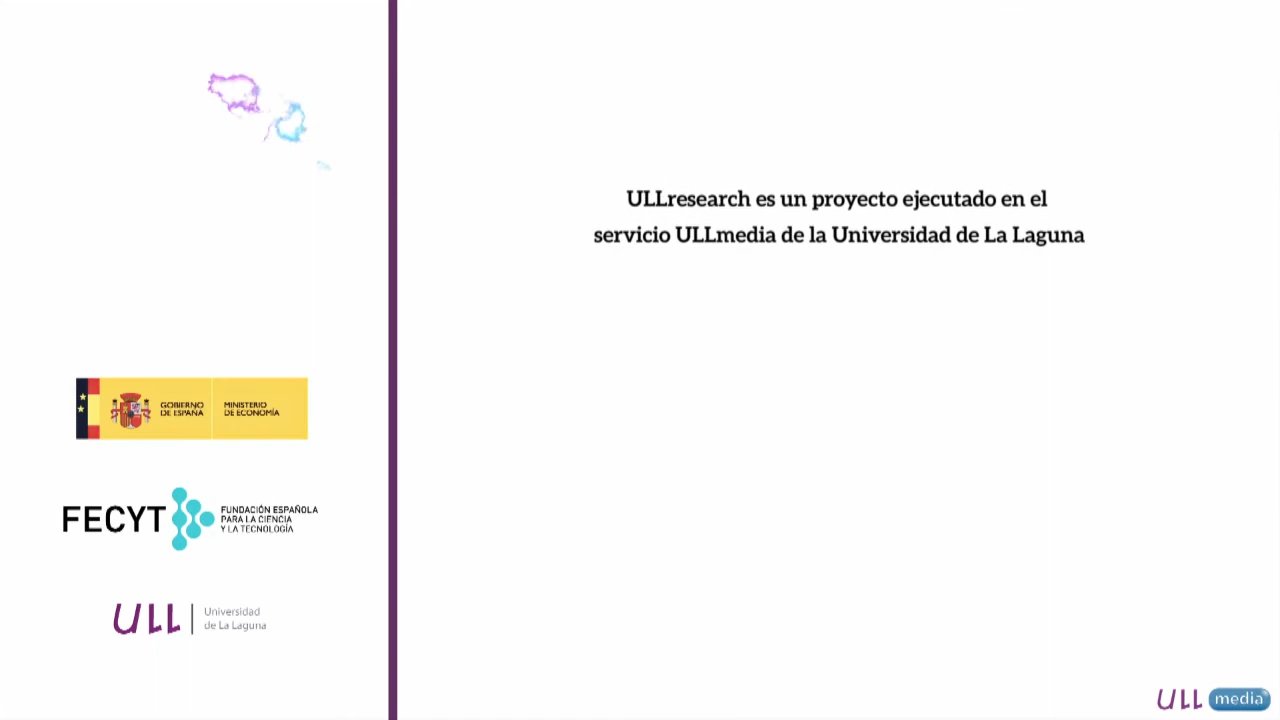 ULLresearch es un proyecto ejecutado en el
servicio ULLmedia de la Universidad de La Laguna
GOBIERNO
DE ESPAÑA
MINISTERIO
DE ECONOMÍA
FECYT
FUNDACIÓN ESPAÑOLA
PARA LA CIENCIA
Y LA TECNOLOGÍA
ULL
Universidad
de La Laguna
ULL media